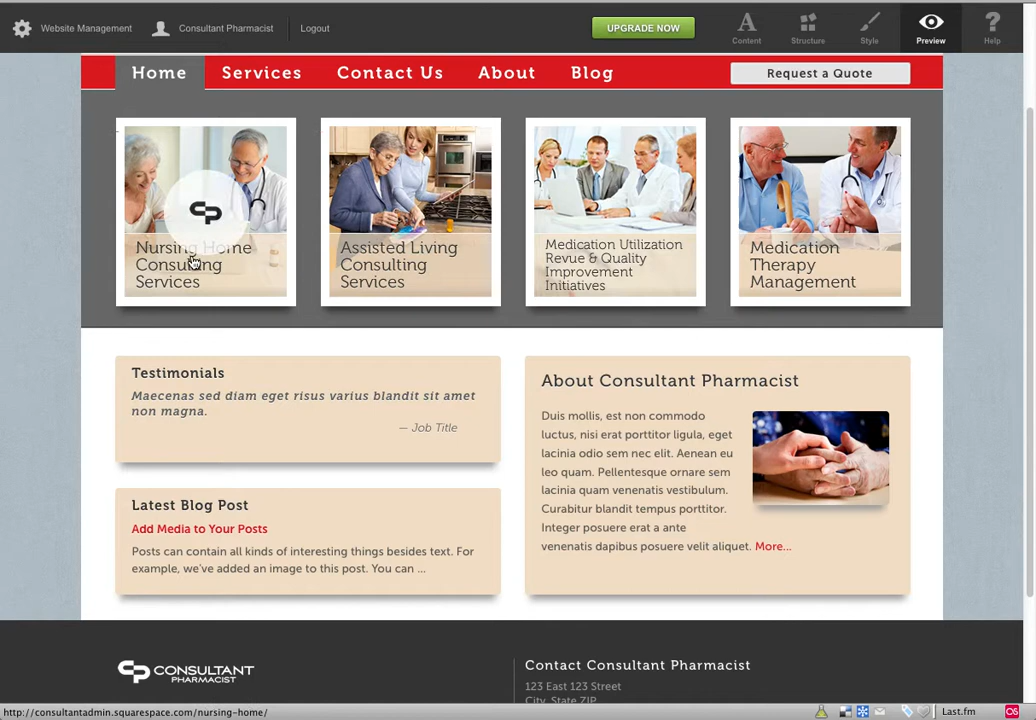 Website Management
Consultant Pharmacist
Logout
UPGRADE NOW
Content
Structure
Style
Preview
Help
Home
Services
Contact Us
About
Blog
Request a Quote
Nursing Home
Consulting
Services
Assisted Living
Consulting
Services
Medication Utilization
Revue & Quality
Improvement
Initiatives
Medication
Therapy
Management
Testimonials
Maecenas sed diam eget risus varius blandit sit amet
non magna.
— Job Title
Latest Blog Post
Add Media to Your Posts
Posts can contain all kinds of interesting things besides text. For
example, we've added an image to this post. You can ...
About Consultant Pharmacist
Duis mollis, est non commodo
luctus, nisi erat porttitor ligula, eget
lacinia odio sem nec elit. Aenean eu
leo quam. Pellentesque ornare sem
lacinia quam venenatis vestibulum.
Curabitur blandit tempus porttitor.
Integer posuere erat a ante
venenatis dapibus posuere velit aliquet. More...
CONSULTANT
PHARMACIST
Contact Consultant Pharmacist
123 East 123 Street
City, State ZIP
http://consultantadmin.squarespace.com/nursing-home/
Last.fm